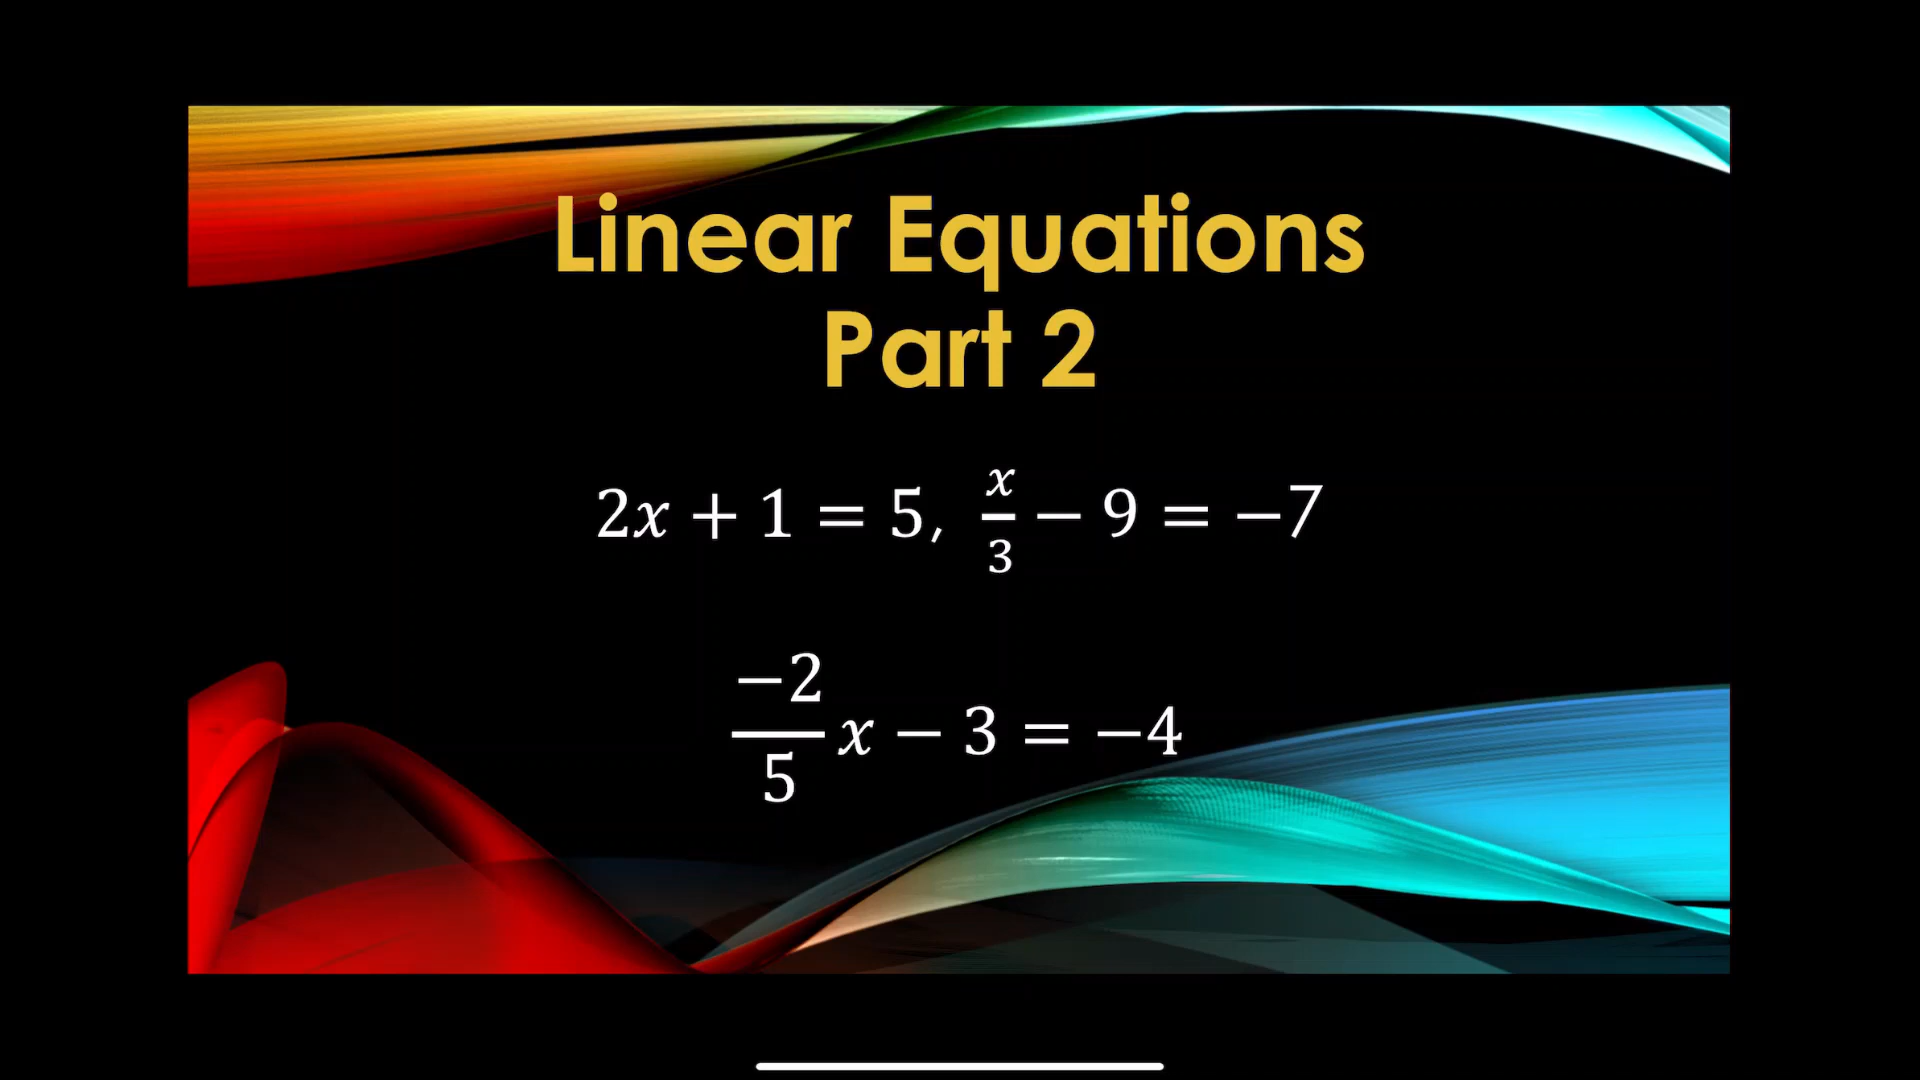 Linear Equations
Part 2
2x + 1 = 5, x/3 − 9 = −7
−2/5 x − 3 = −4